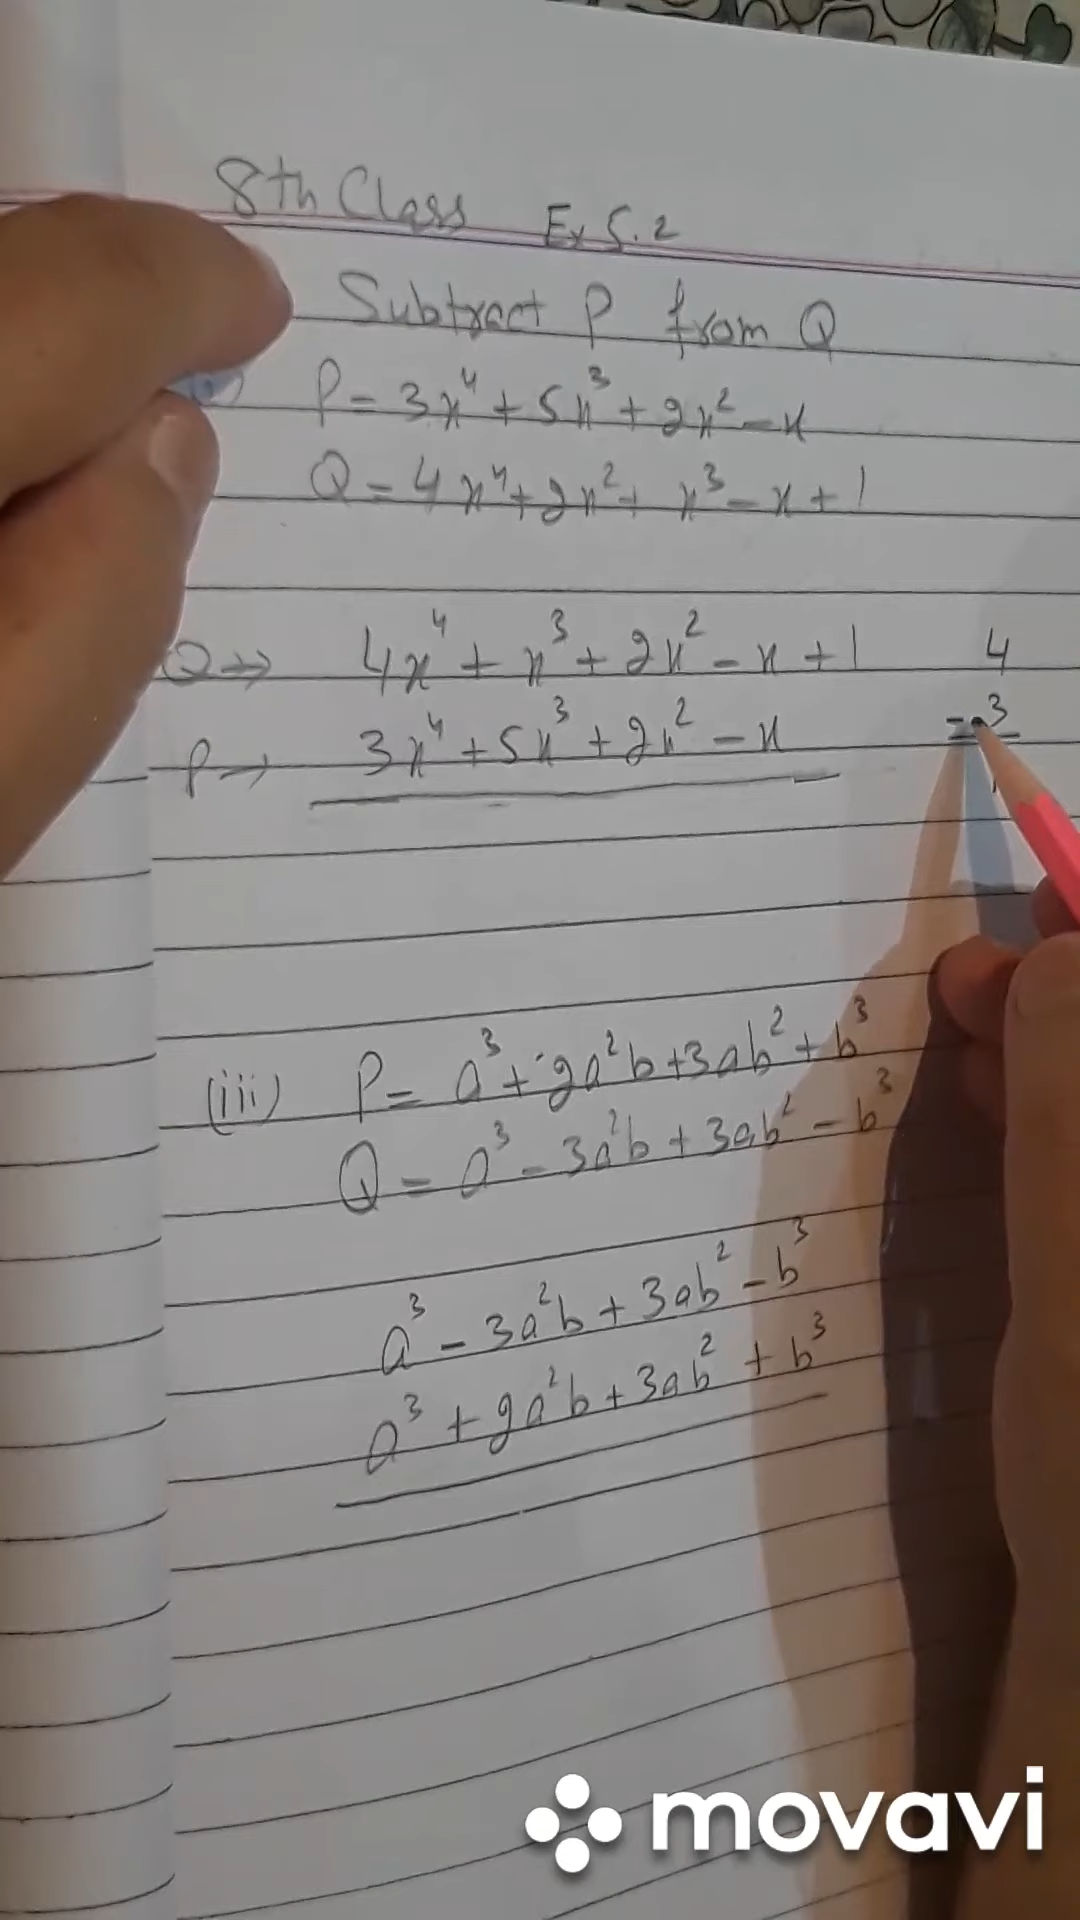 8th Class Ex 5.2
Subtract P from Q
P = 3x⁴ + 5x³ + 2x² - x
Q = 4x⁴ + 2x² + x³ - x + 1
Q → 4x⁴ + x³ + 2x² - x + 1 4
P → 3x⁴ + 5x³ + 2x² - x - 3
(iii) P = a³ + 2a²b + 3ab² + b³
Q = a³ - 3a²b + 3ab² - b³
a³ - 3a²b + 3ab² - b³
a³ + 2a²b + 3ab² + b³
movavi